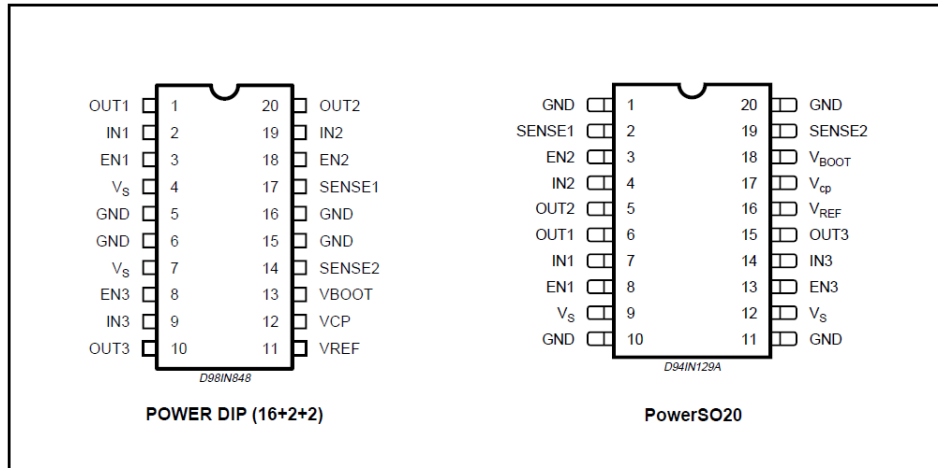 OUT1 1 20 OUT2
IN1 2 19 IN2
EN1 3 18 EN2
VS 4 17 SENSE1
GND 5 16 GND
GND 6 15 GND
VS 7 14 SENSE2
EN3 8 13 VBOOT
IN3 9 12 VCP
OUT3 10 11 VREF
D98IN848
POWER DIP (16+2+2)
GND 1 20 GND
SENSE1 2 19 SENSE2
EN2 3 18 VBOOT
IN2 4 17 Vcp
OUT2 5 16 VREF
OUT1 6 15 OUT3
IN1 7 14 IN3
EN1 8 13 EN3
VS 9 12 VS
GND 10 11 GND
D94IN129A
PowerSO20